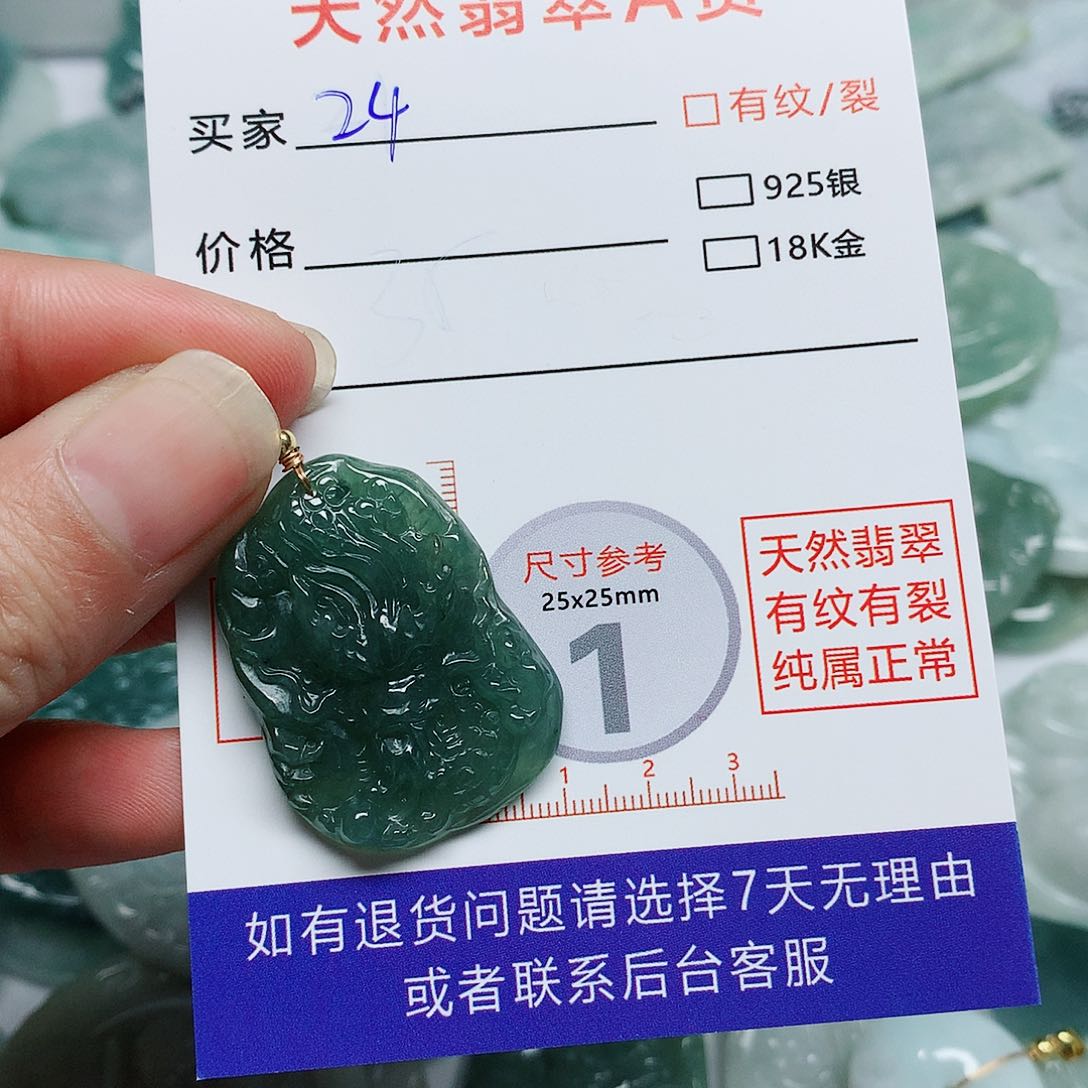 天然翡翠A货
买家 24
□有纹/裂
□925银
价格
□18K金
尺寸参考
25x25mm
1
天然翡翠
有纹有裂
纯属正常
1 2 3
如有退货问题请选择7天无理由
或者联系后台客服